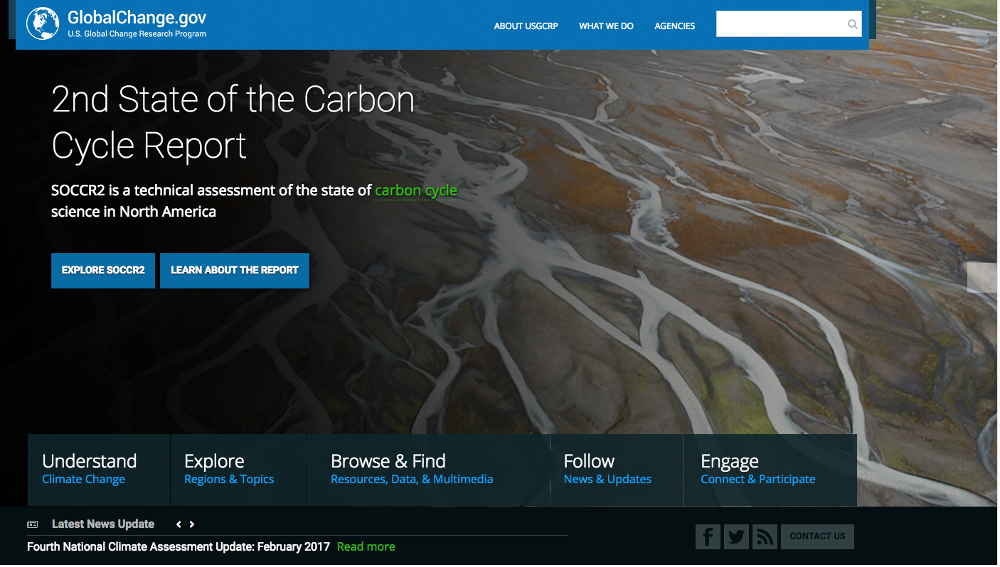 GlobalChange.gov
U.S. Global Change Research Program
ABOUT USGCRP
WHAT WE DO
AGENCIES
2nd State of the Carbon
Cycle Report
SOCCR2 is a technical assessment of the state of carbon cycle
science in North America
EXPLORE SOCCR2
LEARN ABOUT THE REPORT
Understand
Climate Change
Explore
Regions & Topics
Browse & Find
Resources, Data, & Multimedia
Follow
News & Updates
Engage
Connect & Participate
Latest News Update
Fourth National Climate Assessment Update: February 2017 Read more
CONTACT US